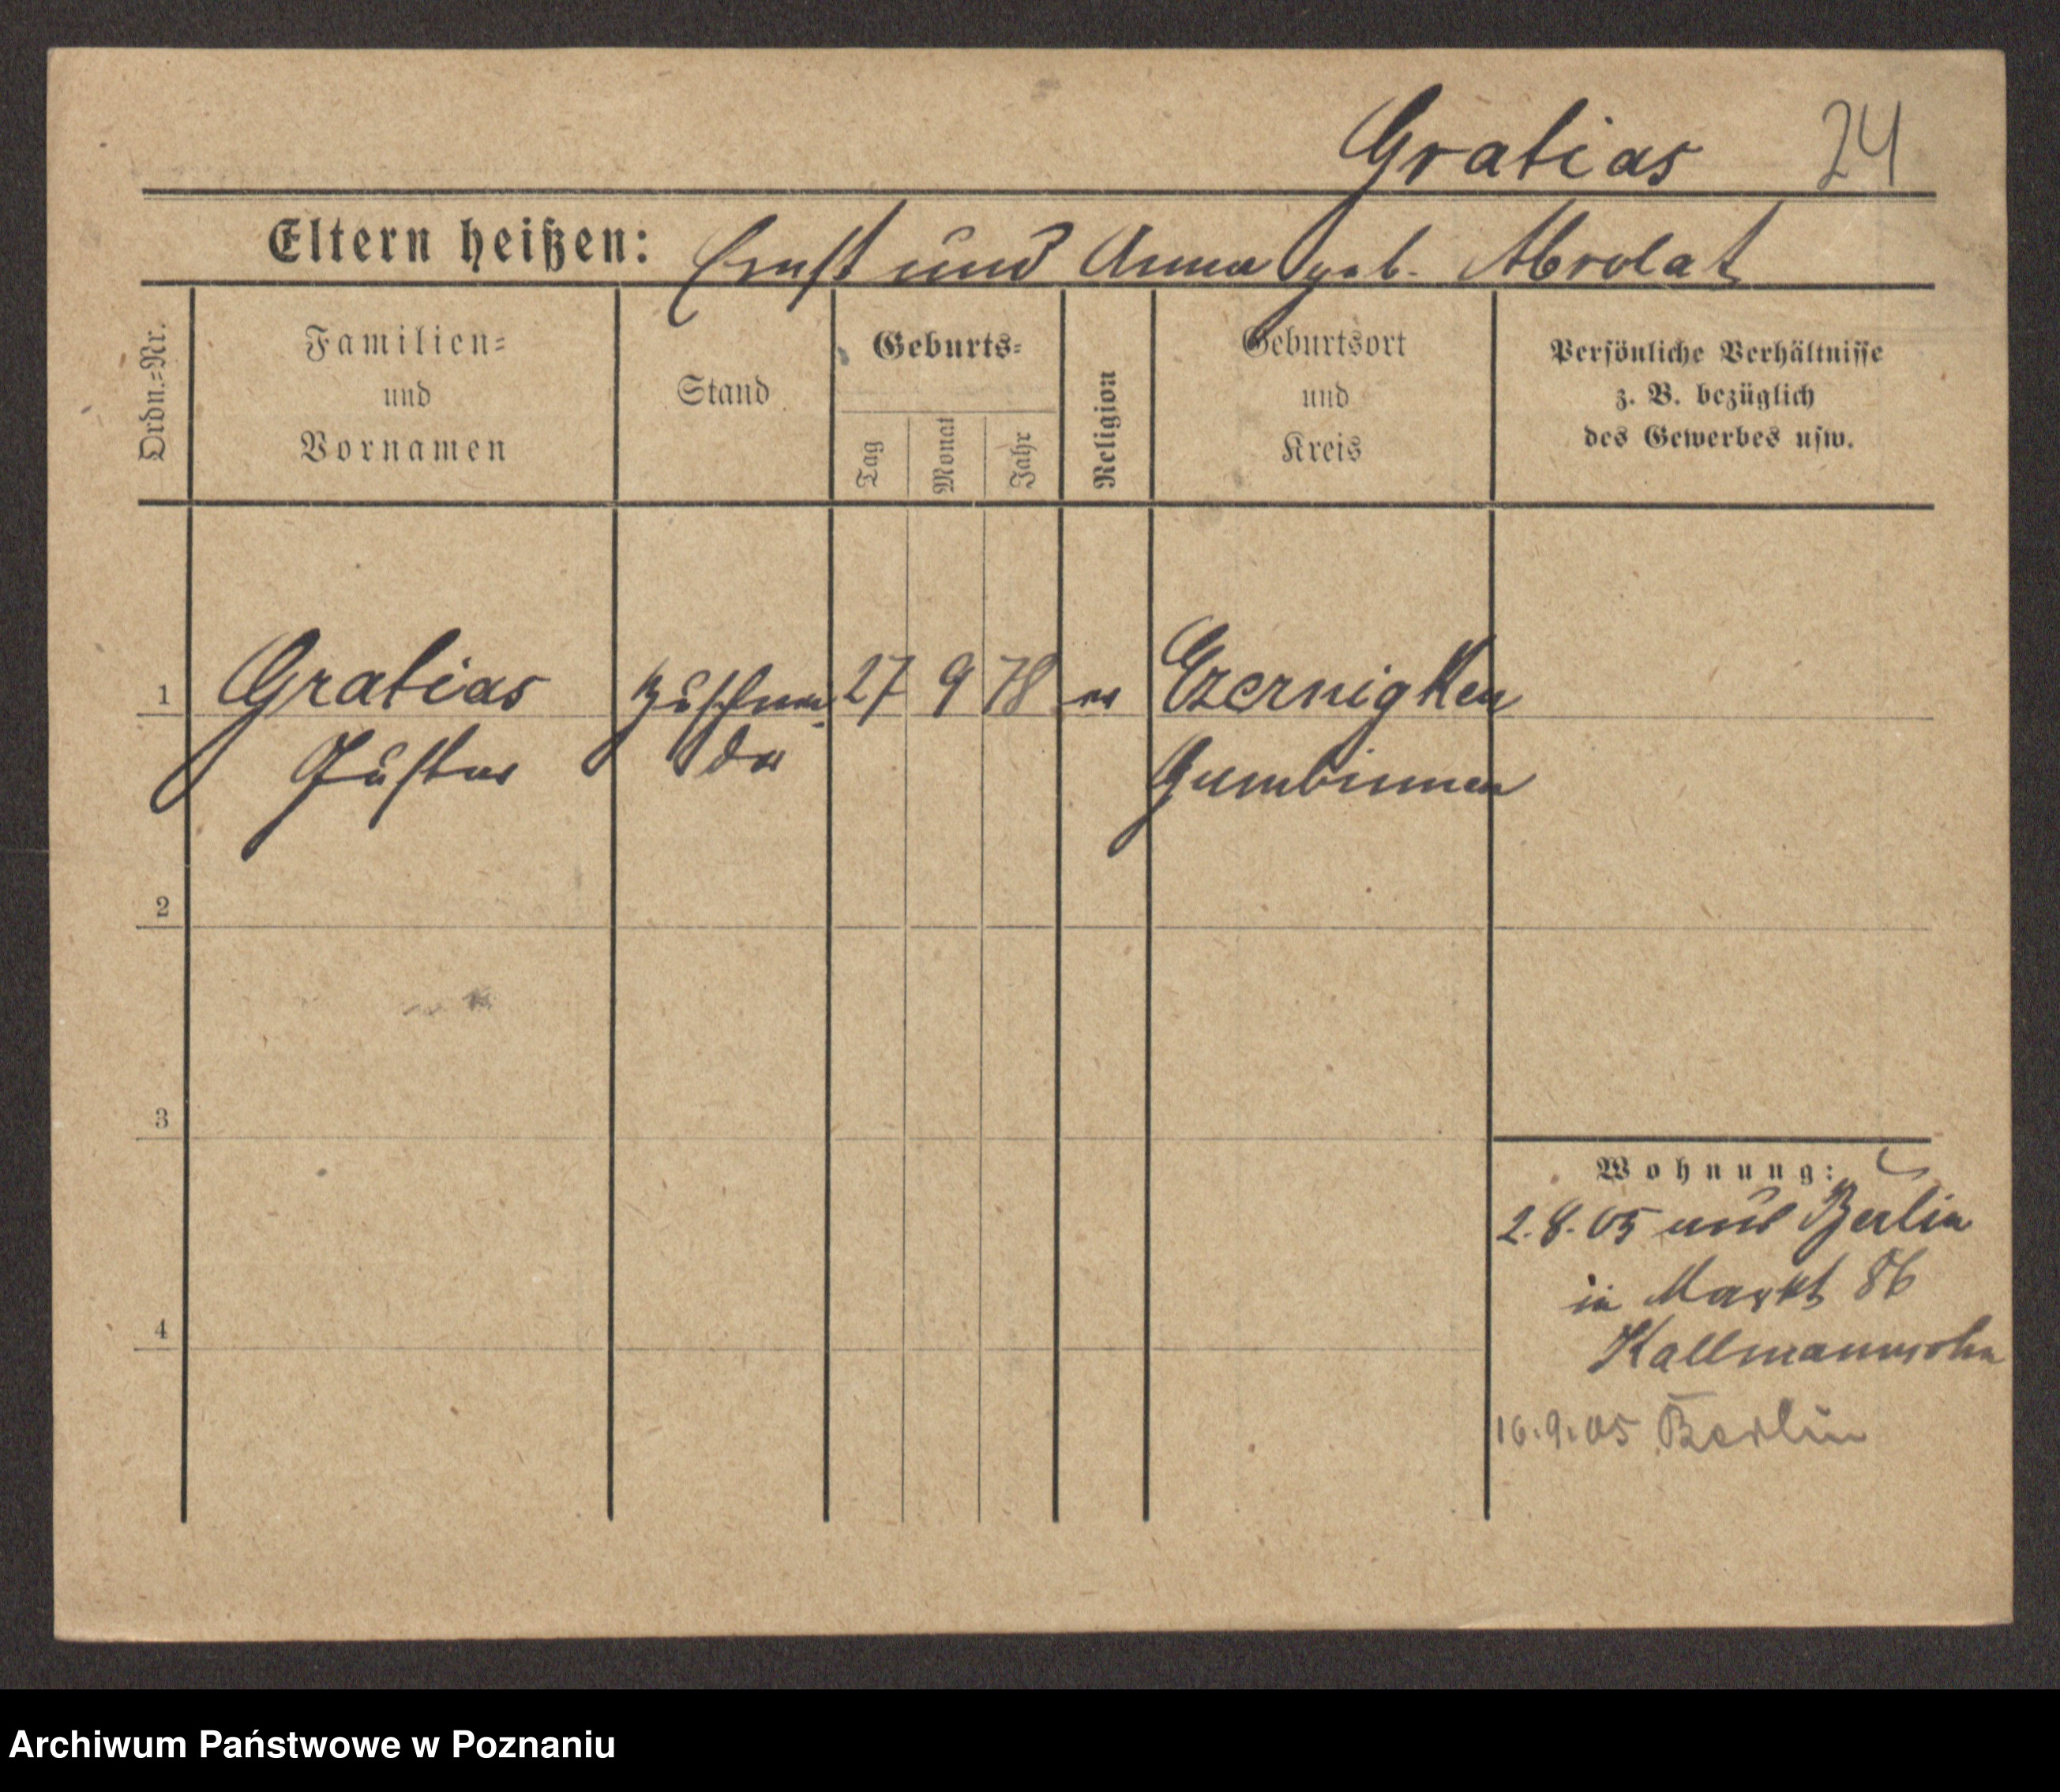 Gratias 24
Eltern heißen: Ernst und Anna geb. Abrolat
Ordn.=Nr.
Familien=
und
Vornamen
Stand
Geburts=
Tag
Monat
Jahr
Religion
Geburtsort
und
Kreis
Persönliche Verhältnisse
z. B. bezüglich
des Gewerbes usw.
1 Gratias Zuschnei- 27 9 78 ev Czernigken
Gustav der Gumbinnen
2
3
4
Wohnung:
2.8.05 aus Berlin
in Markt 86
Kallmannsohn
16.9.05 Berlin
Archiwum Państwowe w Poznaniu